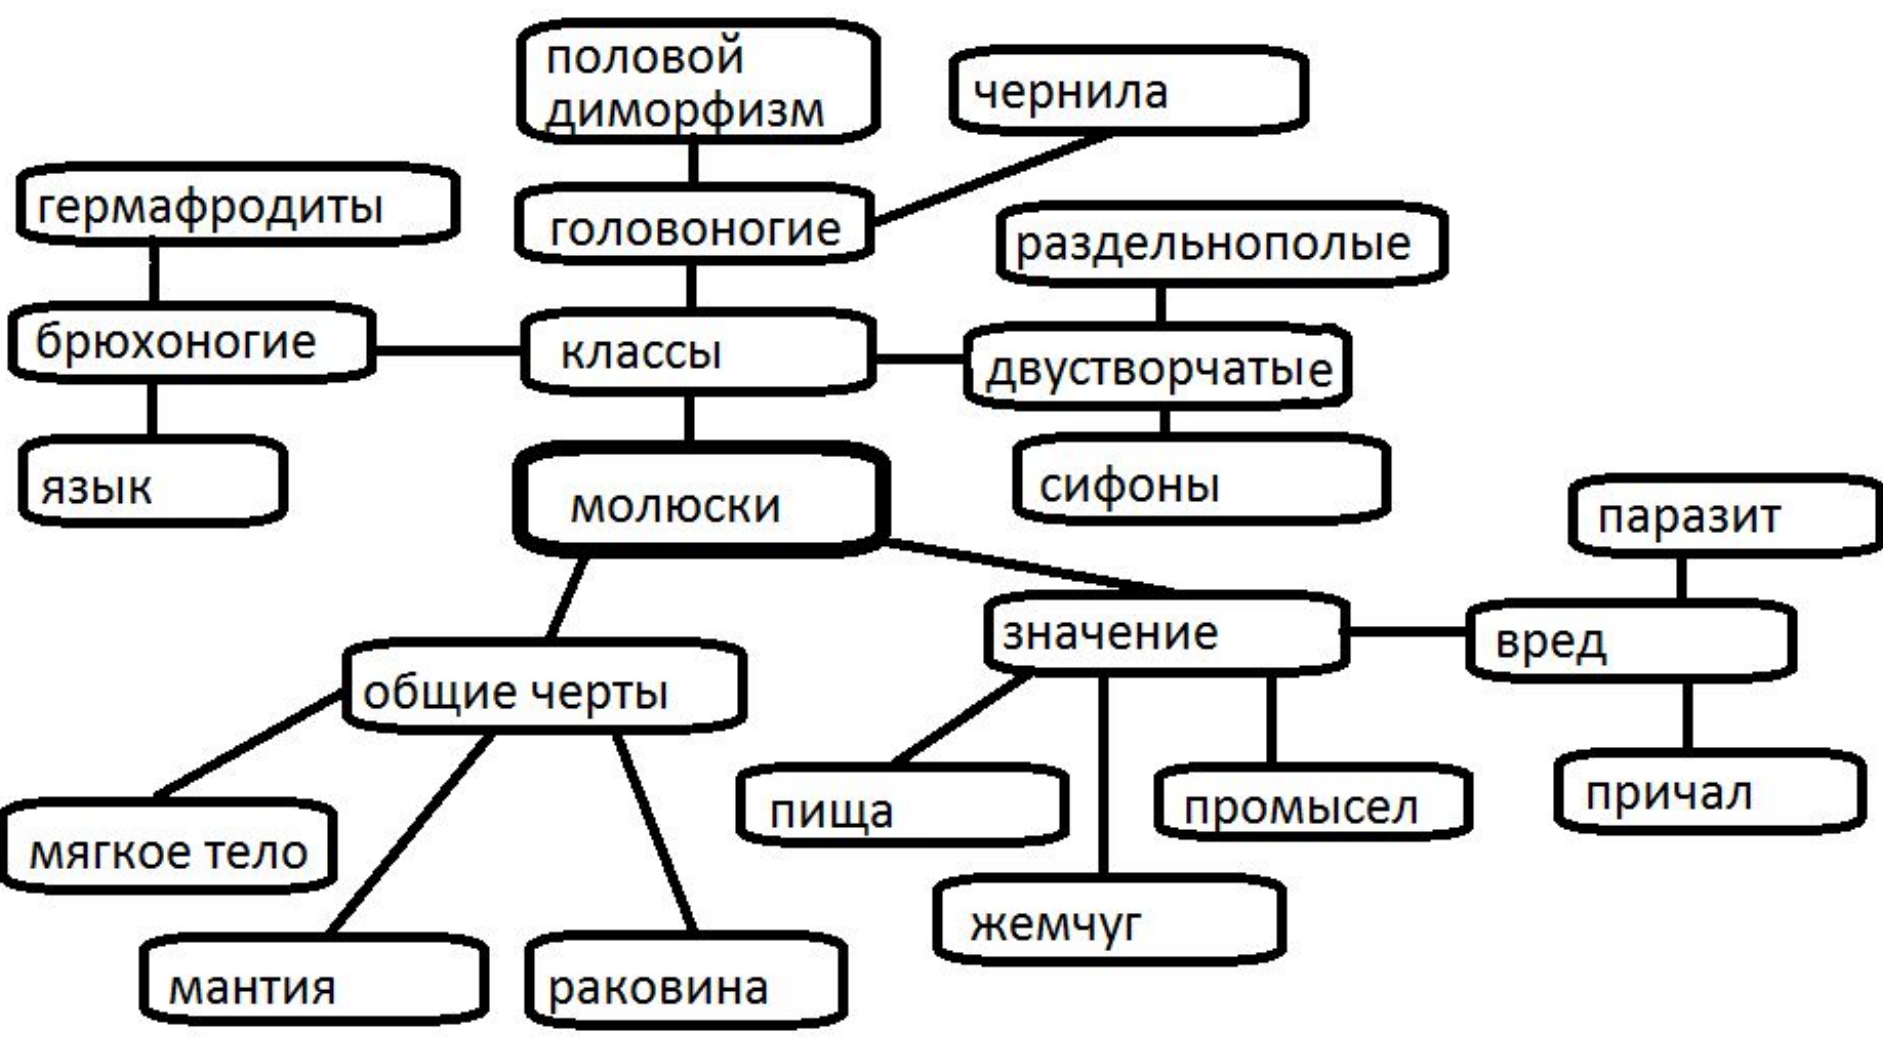 половой
диморфизм
чернила
гермафродиты
головоногие
раздельнополые
брюхоногие
классы
двустворчатые
язык
молюски
сифоны
паразит
значение
вред
общие черты
пища
промысел
причал
мягкое тело
жемчуг
мантия
раковина